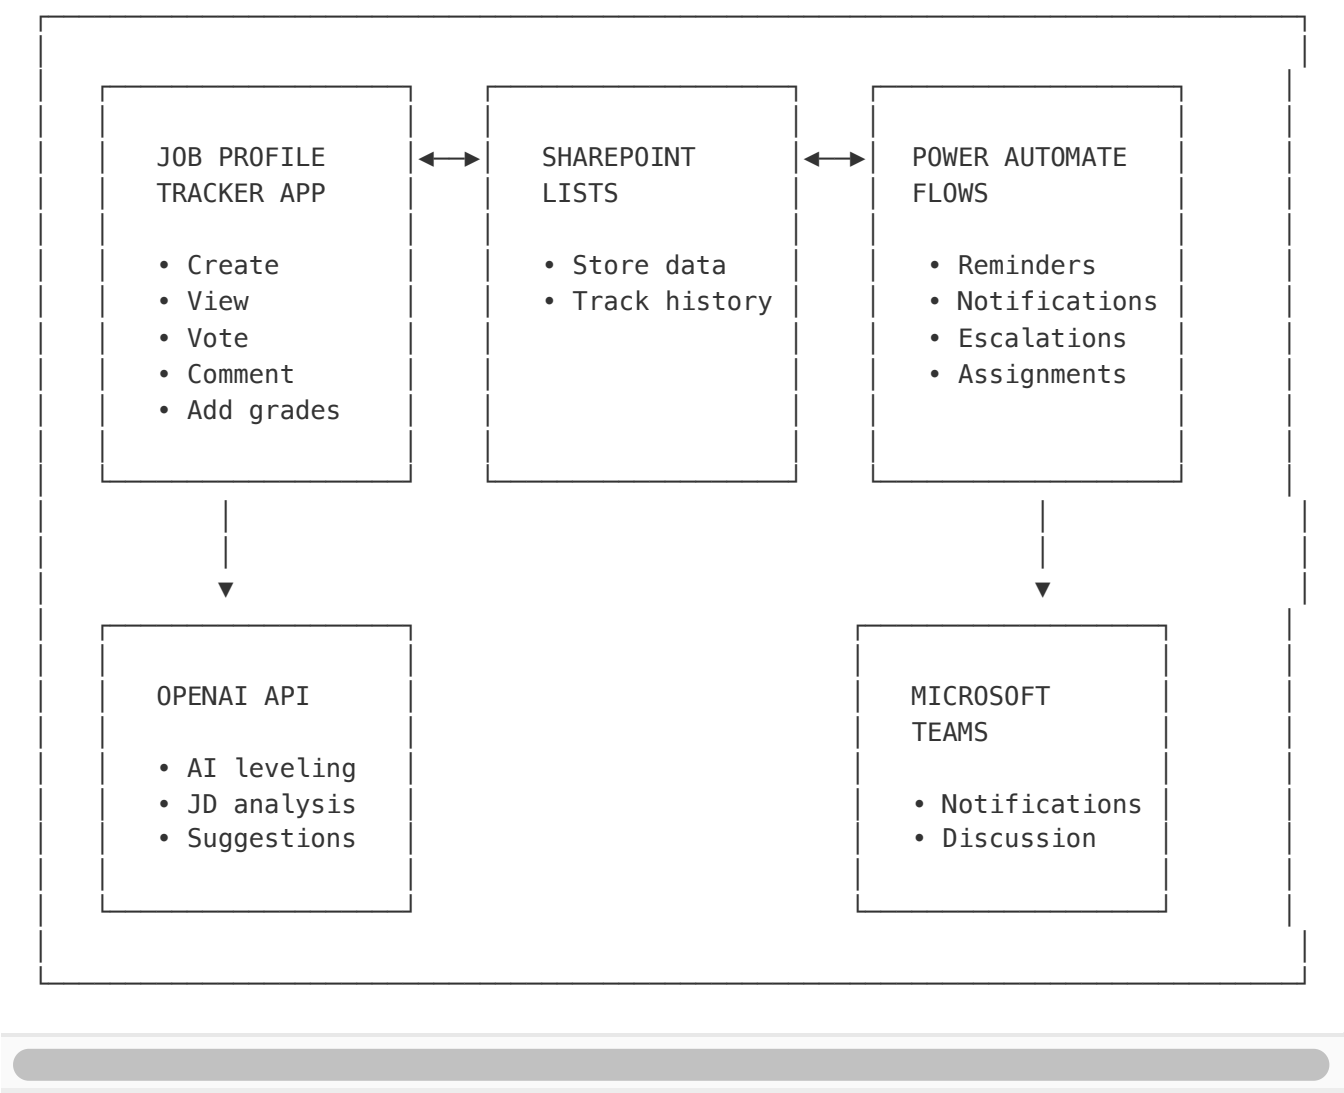 JOB PROFILE
TRACKER APP
• Create
• View
• Vote
• Comment
• Add grades
SHAREPOINT
LISTS
• Store data
• Track history
POWER AUTOMATE
FLOWS
• Reminders
• Notifications
• Escalations
• Assignments
OPENAI API
• AI leveling
• JD analysis
• Suggestions
MICROSOFT
TEAMS
• Notifications
• Discussion